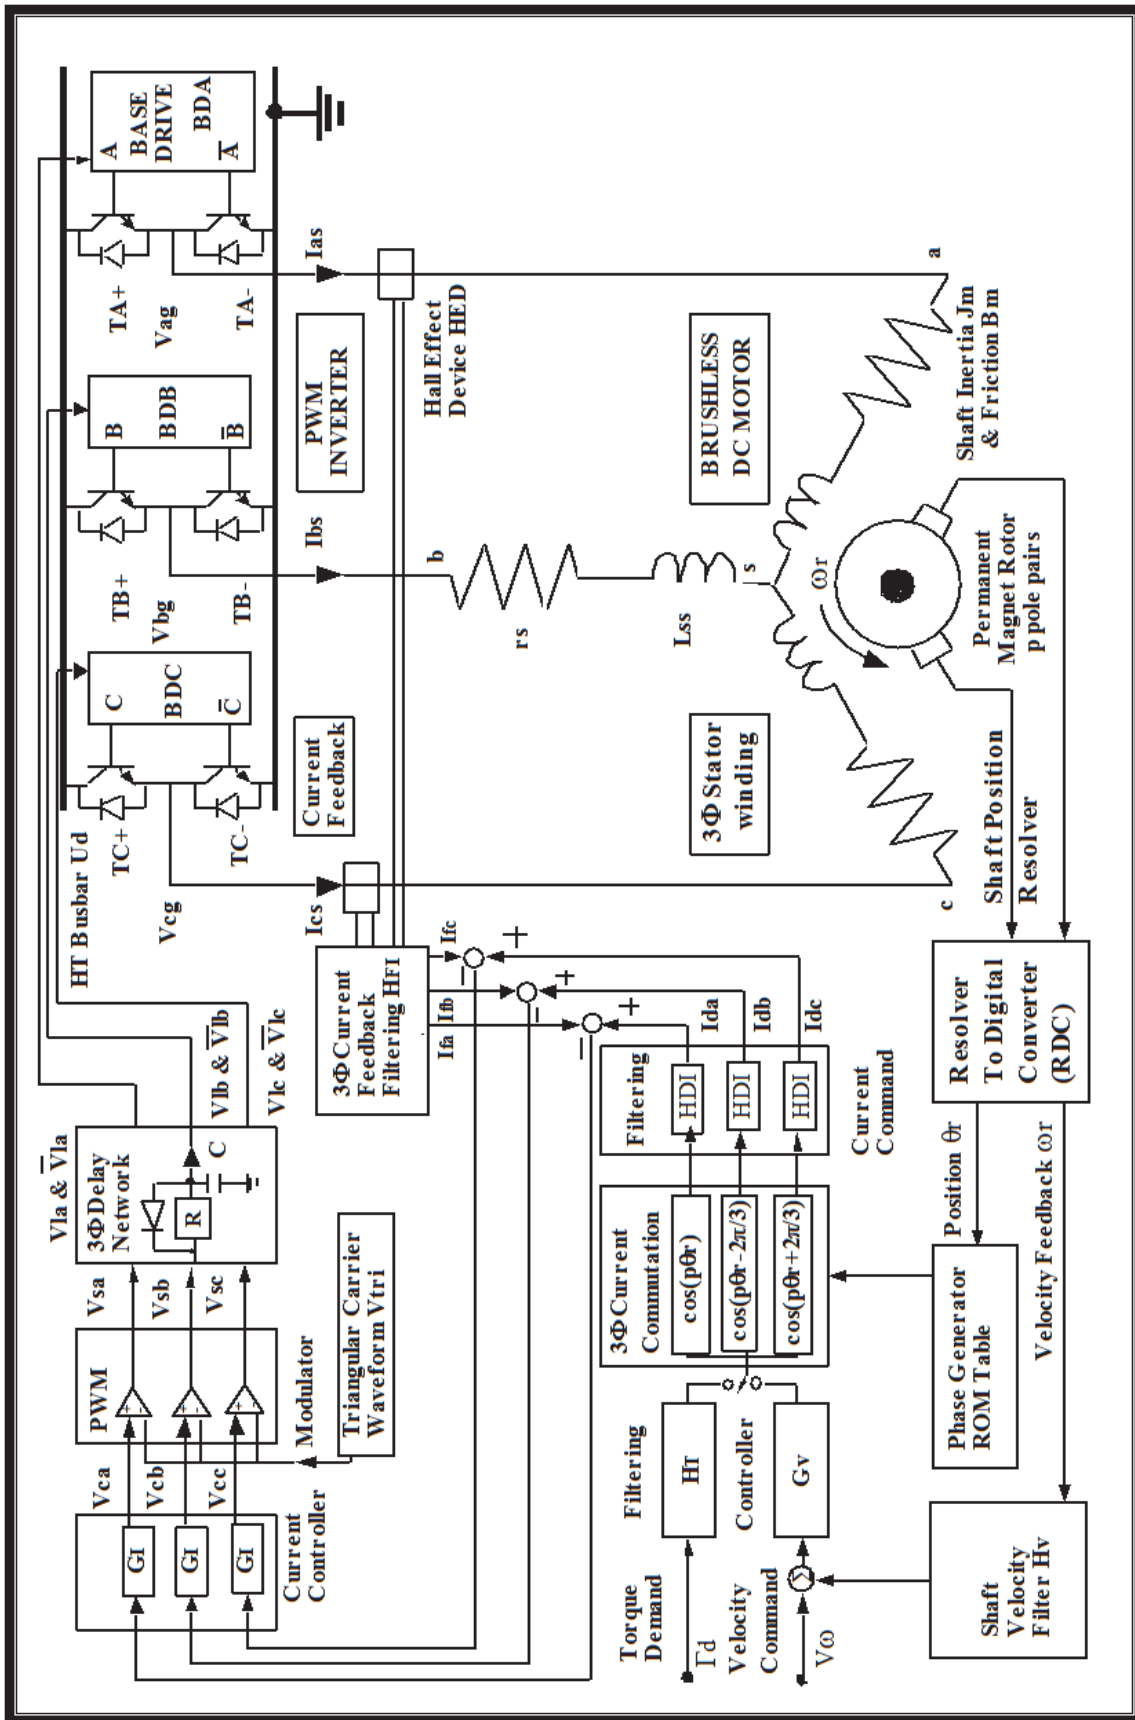 Current
Controller
GI
GI
GI
Vca
Vcb
Vcc
PWM
+
-
+
-
+
-
Modulator
Triangular Carrier
Waveform Vtri
Vsa
Vsb
Vsc
3Φ Delay
Network
R
C
Vla & V̅la
Vlb & V̅lb
Vlc & V̅lc
HT Busbar Ud
TC+
TC-
Vcg
C
BDC
C̅
TB+
TB-
Vbg
B
BDB
B̅
TA+
TA-
Vag
A
BASE
DRIVE
BDA
A̅
Ics
Ibs
Ias
Current
Feedback
PWM
INVERTER
Hall Effect
Device HED
3Φ Current
Feedback
Filtering HFI
Ifa
Ifb
Ifc
-
+
-
+
-
+
Ida
Idb
Idc
Torque
Demand
Γd
Velocity
Command
Vω
Σ
Filtering
HT
Controller
Gv
3Φ Current
Commutation
cos(pθr)
cos(pθr-2π/3)
cos(pθr+2π/3)
Filtering
HDI
HDI
HDI
Current
Command
3Φ Stator
winding
BRUSHLESS
DC MOTOR
b
rs
Lss
s
a
c
ωr
Shaft Inertia Jm
& Friction Bm
Permanent
Magnet Rotor
p pole pairs
Shaft Position
Resolver
Resolver
To Digital
Converter
(RDC)
Position θr
Velocity Feedback ωr
Phase Generator
ROM Table
Shaft
Velocity
Filter Hv